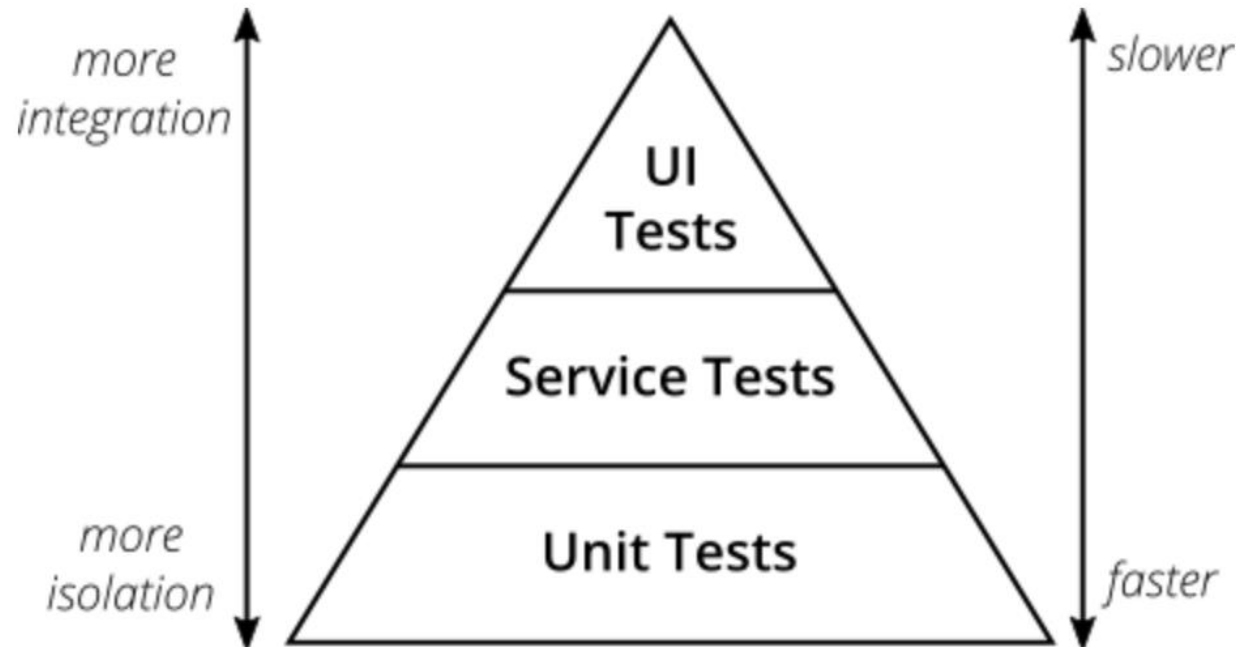 more
integration
slower
UI
Tests
Service Tests
Unit Tests
more
isolation
faster